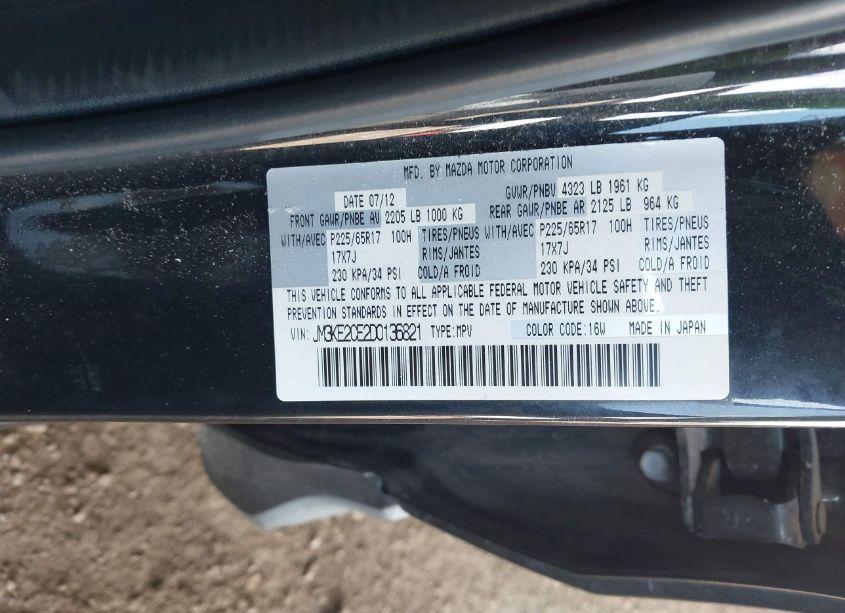 MFD. BY MAZDA MOTOR CORPORATION
DATE 07/12 GVWR/PNBV 4323 LB 1961 KG
FRONT GAWR/PNBE AV 2205 LB 1000 KG REAR GAWR/PNBE AR 2125 LB 964 KG
WITH/AVEC P225/65R17 100H TIRES/PNEUS WITH/AVEC P225/65R17 100H TIRES/PNEUS
17X7J RIMS/JANTES 17X7J RIMS/JANTES
230 KPA/34 PSI COLD/A FROID 230 KPA/34 PSI COLD/A FROID
THIS VEHICLE CONFORMS TO ALL APPLICABLE FEDERAL MOTOR VEHICLE SAFETY AND THEFT
PREVENTION STANDARDS IN EFFECT ON THE DATE OF MANUFACTURE SHOWN ABOVE.
VIN: JM3KE2CE2D0136821 TYPE:MPV COLOR CODE:16W MADE IN JAPAN